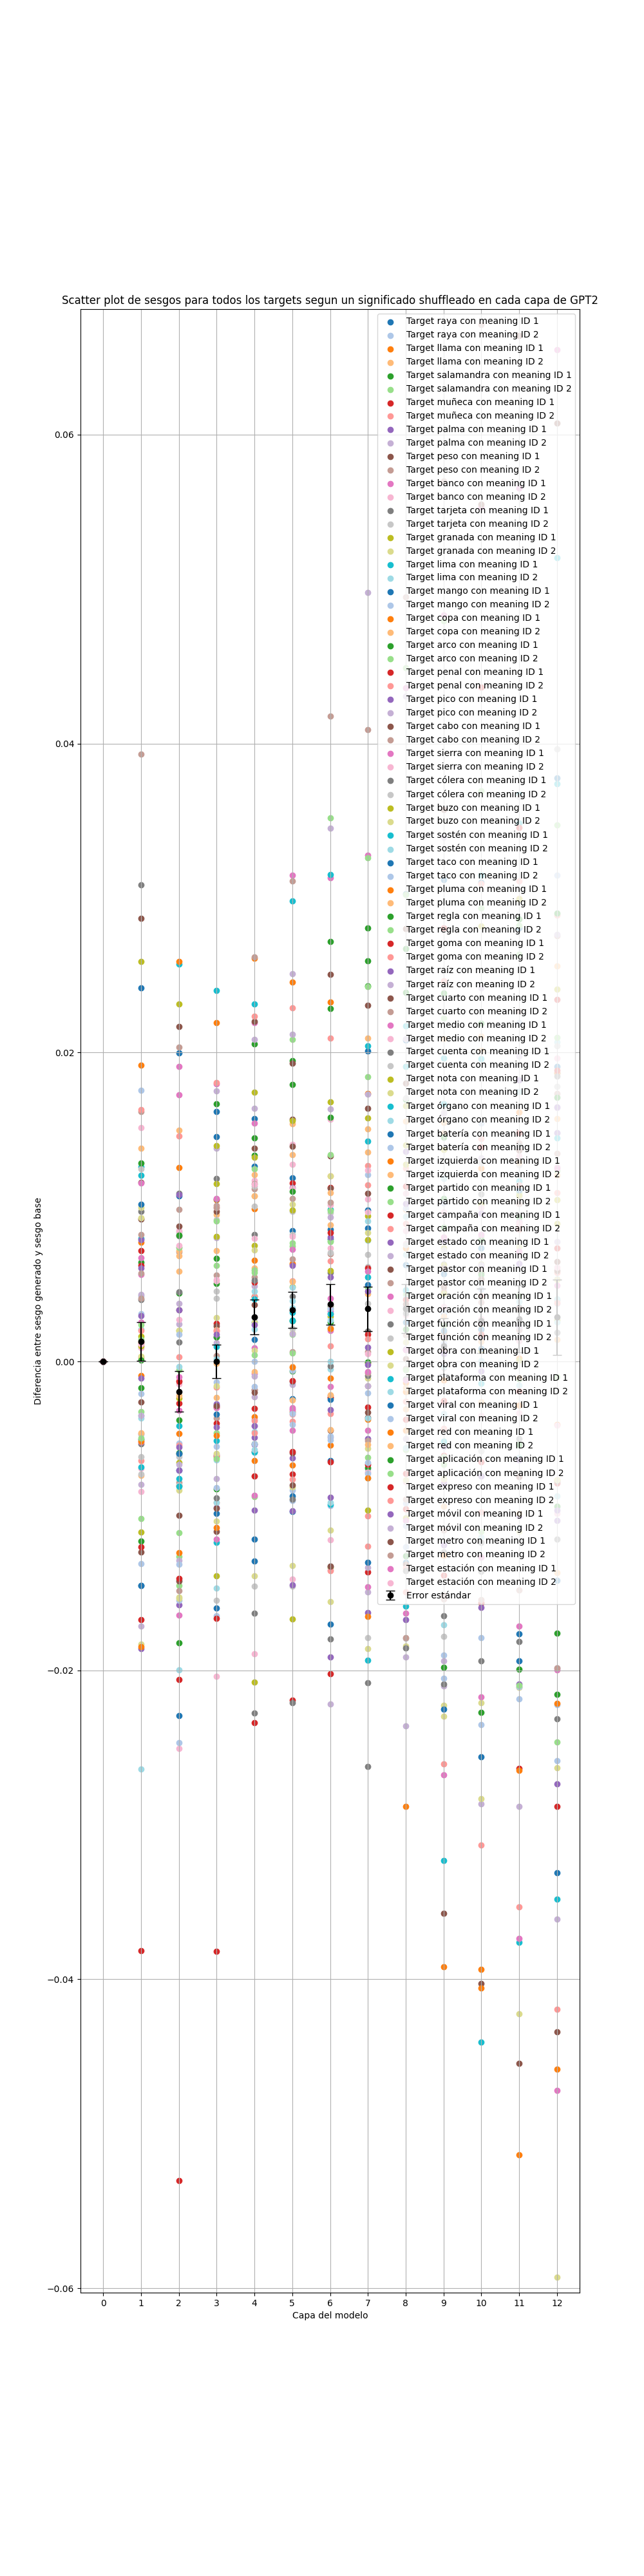 Scatter plot de sesgos para todos los targets segun un significado shuffleado en cada capa de GPT2
Target raya con meaning ID 1
Target raya con meaning ID 2
Target llama con meaning ID 1
Target llama con meaning ID 2
Target salamandra con meaning ID 1
Target salamandra con meaning ID 2
Target muñeca con meaning ID 1
Target muñeca con meaning ID 2
Target palma con meaning ID 1
Target palma con meaning ID 2
Target peso con meaning ID 1
Target peso con meaning ID 2
Target banco con meaning ID 1
Target banco con meaning ID 2
Target tarjeta con meaning ID 1
Target tarjeta con meaning ID 2
Target granada con meaning ID 1
Target granada con meaning ID 2
Target lima con meaning ID 1
Target lima con meaning ID 2
Target mango con meaning ID 1
Target mango con meaning ID 2
Target copa con meaning ID 1
Target copa con meaning ID 2
Target arco con meaning ID 1
Target arco con meaning ID 2
Target penal con meaning ID 1
Target penal con meaning ID 2
Target pico con meaning ID 1
Target pico con meaning ID 2
Target cabo con meaning ID 1
Target cabo con meaning ID 2
Target sierra con meaning ID 1
Target sierra con meaning ID 2
Target cólera con meaning ID 1
Target cólera con meaning ID 2
Target buzo con meaning ID 1
Target buzo con meaning ID 2
Target sostén con meaning ID 1
Target sostén con meaning ID 2
Target taco con meaning ID 1
Target taco con meaning ID 2
Target pluma con meaning ID 1
Target pluma con meaning ID 2
Target regla con meaning ID 1
Target regla con meaning ID 2
Target goma con meaning ID 1
Target goma con meaning ID 2
Target raíz con meaning ID 1
Target raíz con meaning ID 2
Target cuarto con meaning ID 1
Target cuarto con meaning ID 2
Target medio con meaning ID 1
Target medio con meaning ID 2
Target cuenta con meaning ID 1
Target cuenta con meaning ID 2
Target nota con meaning ID 1
Target nota con meaning ID 2
Target órgano con meaning ID 1
Target órgano con meaning ID 2
Target batería con meaning ID 1
Target batería con meaning ID 2
Target izquierda con meaning ID 1
Target izquierda con meaning ID 2
Target partido con meaning ID 1
Target partido con meaning ID 2
Target campaña con meaning ID 1
Target campaña con meaning ID 2
Target estado con meaning ID 1
Target estado con meaning ID 2
Target pastor con meaning ID 1
Target pastor con meaning ID 2
Target oración con meaning ID 1
Target oración con meaning ID 2
Target función con meaning ID 1
Target función con meaning ID 2
Target obra con meaning ID 1
Target obra con meaning ID 2
Target plataforma con meaning ID 1
Target plataforma con meaning ID 2
Target viral con meaning ID 1
Target viral con meaning ID 2
Target red con meaning ID 1
Target red con meaning ID 2
Target aplicación con meaning ID 1
Target aplicación con meaning ID 2
Target expreso con meaning ID 1
Target expreso con meaning ID 2
Target móvil con meaning ID 1
Target móvil con meaning ID 2
Target metro con meaning ID 1
Target metro con meaning ID 2
Target estación con meaning ID 1
Target estación con meaning ID 2
Error estándar
0.06
0.04
0.02
0.00
−0.02
−0.04
−0.06
Diferencia entre sesgo generado y sesgo base
0 1 2 3 4 5 6 7 8 9 10 11 12
Capa del modelo